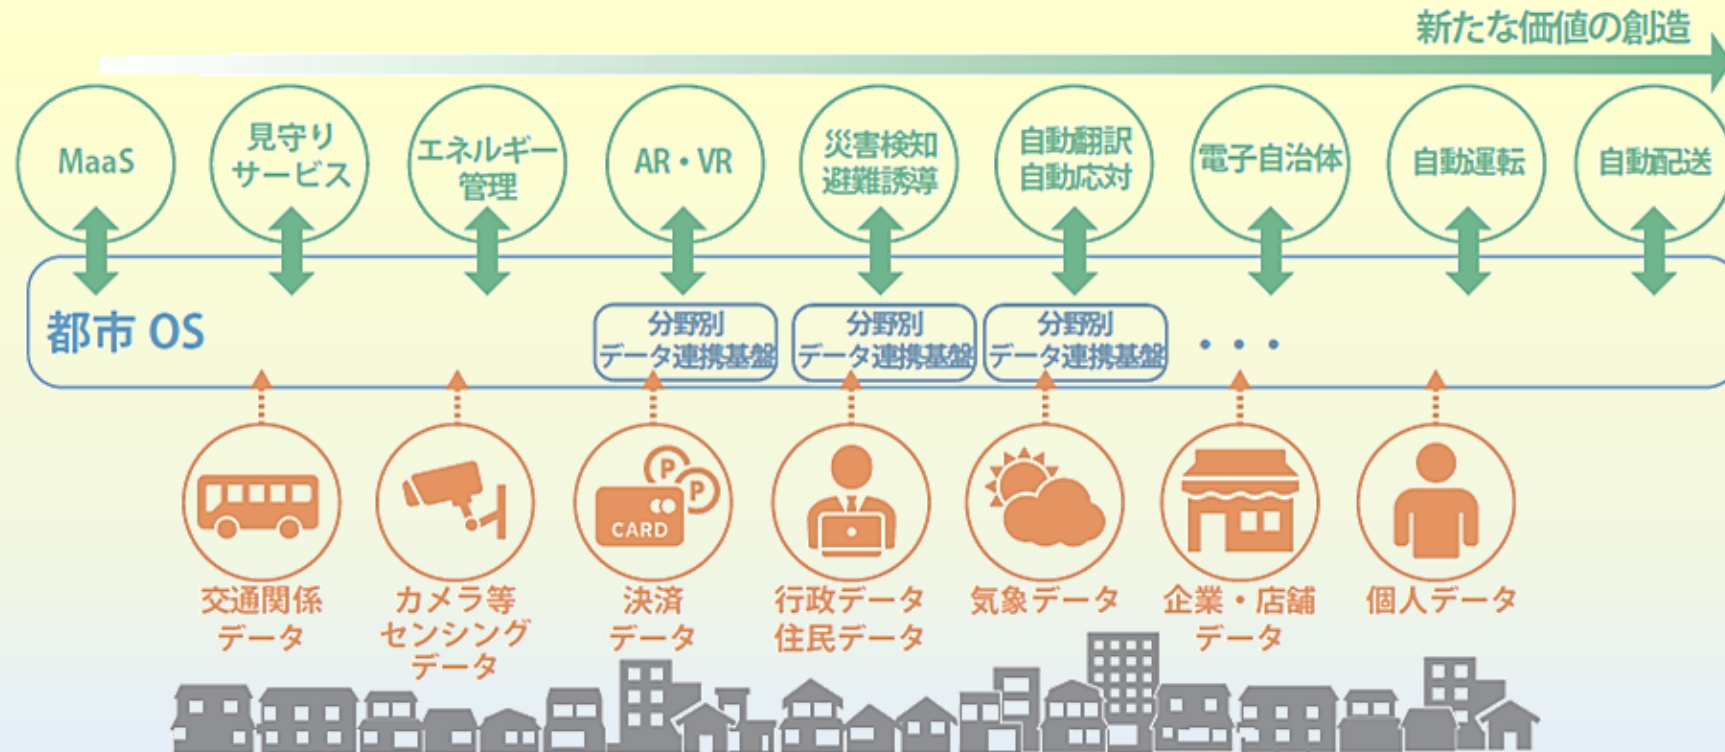 新たな価値の創造
MaaS
見守り
サービス
エネルギー
管理
AR・VR
災害検知
避難誘導
自動翻訳
自動応対
電子自治体
自動運転
自動配送
都市 OS
分野別
データ連携基盤
分野別
データ連携基盤
分野別
データ連携基盤
・・・
P
P
CARD
交通関係
データ
カメラ等
センシング
データ
決済
データ
行政データ
住民データ
気象データ
企業・店舗
データ
個人データ